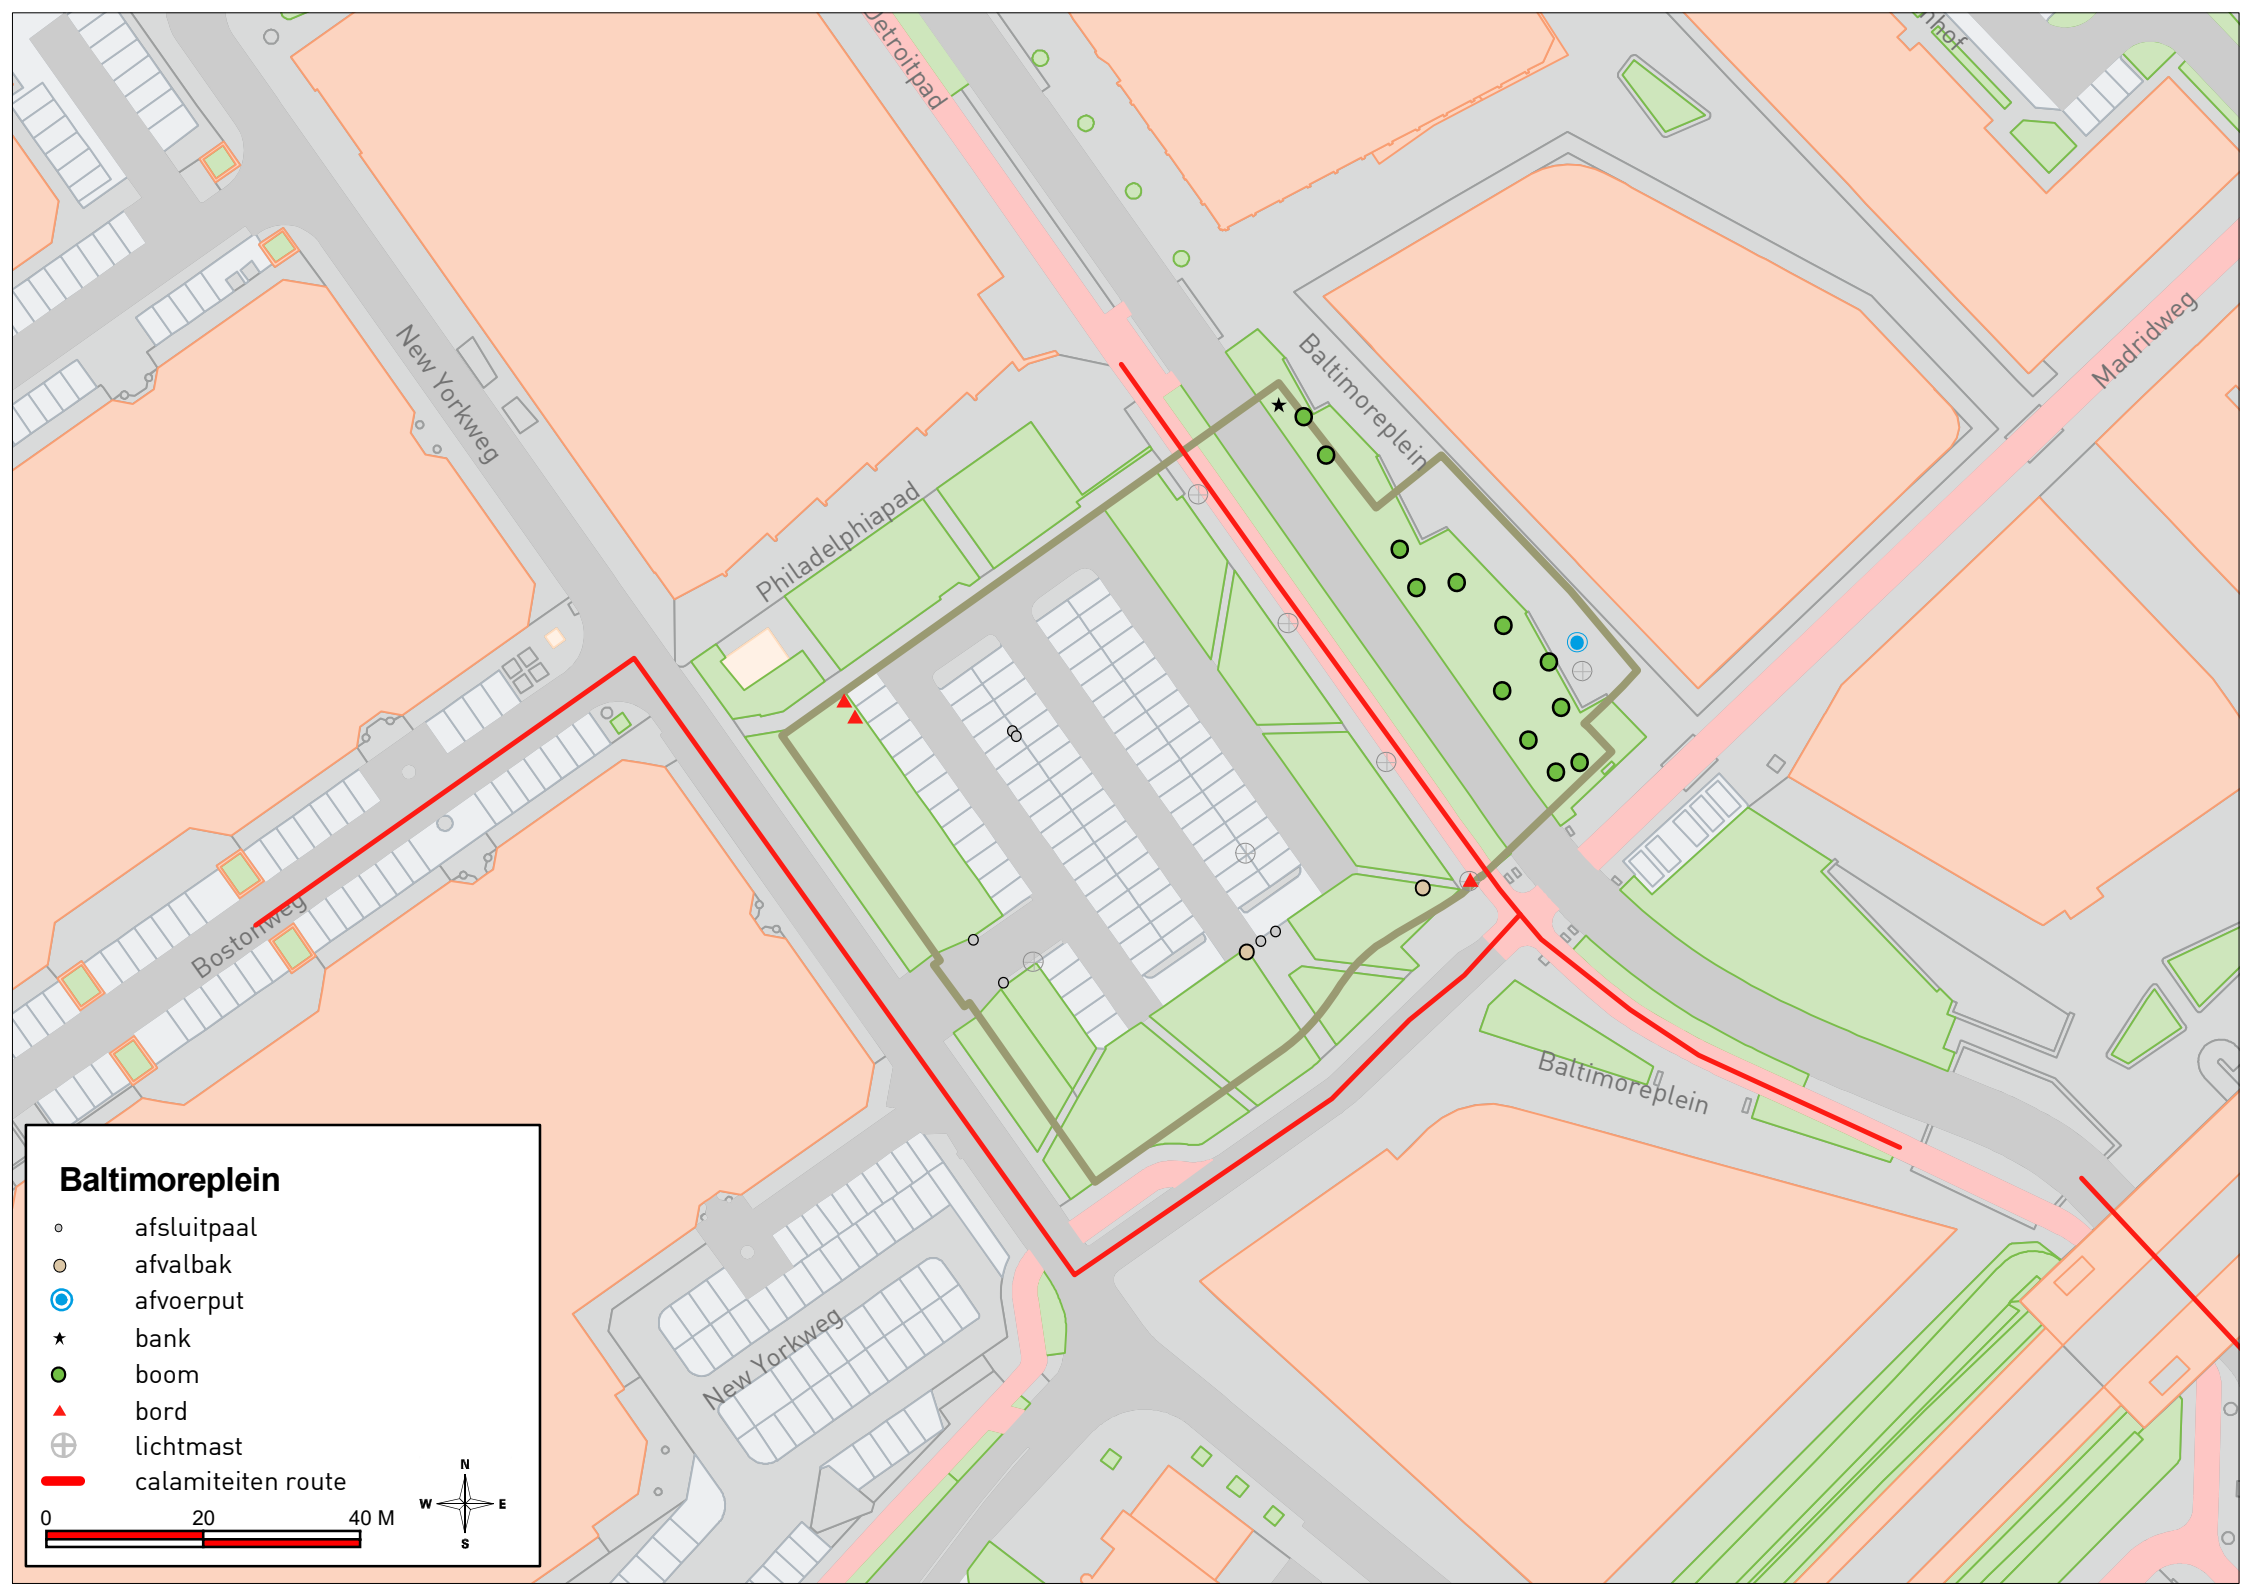 Detroitpad
nhof
New Yorkweg
Baltimoreplein
Madridweg
Philadelphiapad
Bostonweg
Baltimoreplein
New Yorkweg
Baltimoreplein
afsluitpaal
afvalbak
afvoerput
bank
boom
bord
lichtmast
calamiteiten route
0 20 40 M
N
W E
S